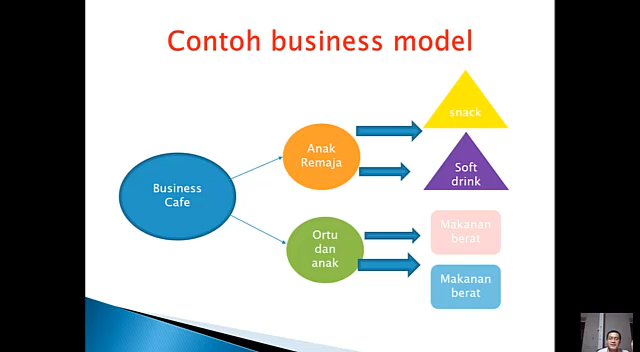 Contoh business model
snack
Anak
Remaja
Soft
drink
Business
Cafe
Makanan
berat
Ortu
dan
anak
Makanan
berat